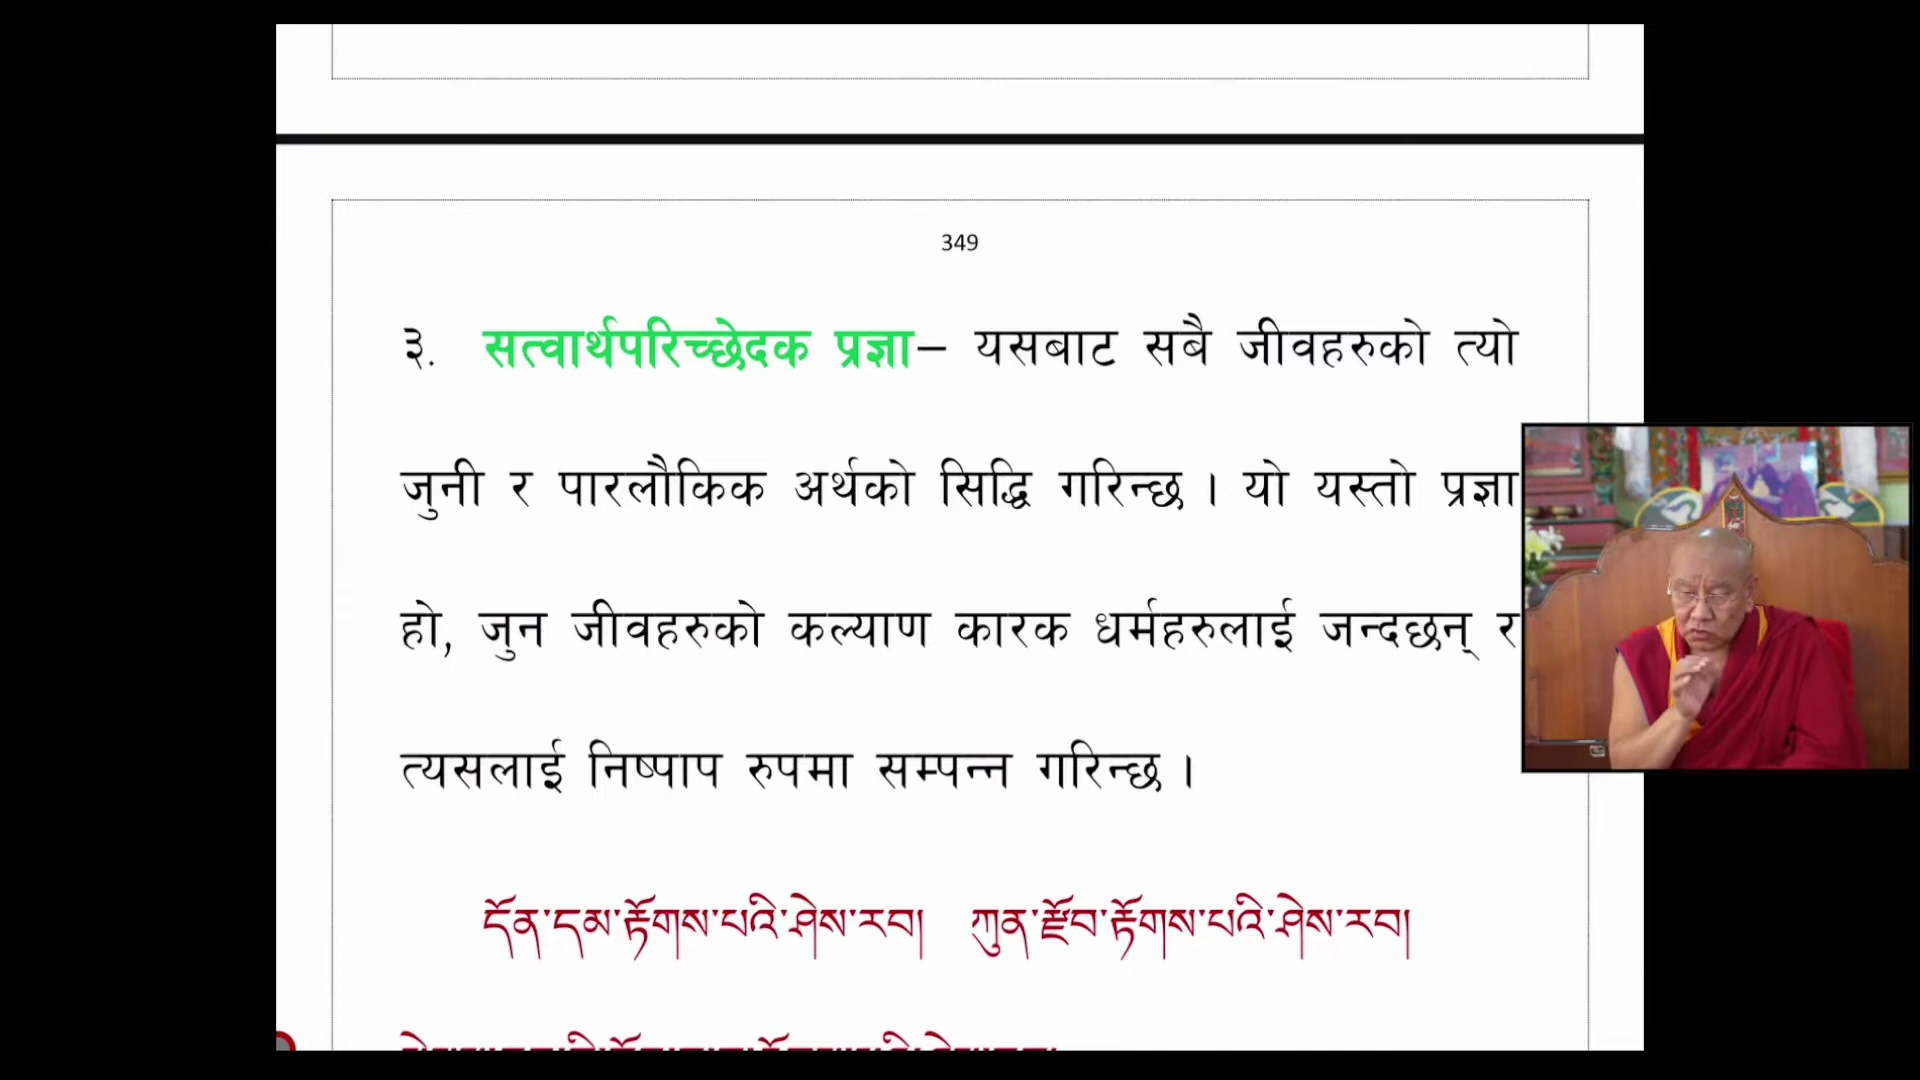 349
३. सत्वार्थपरिच्छेदक प्रज्ञा– यसबाट सबै जीवहरुको त्यो
जुनी र पारलौकिक अर्थको सिद्धि गरिन्छ । यो यस्तो प्रज्ञा
हो, जुन जीवहरुको कल्याण कारक धर्महरुलाई जन्दछन् र
त्यसलाई निष्पाप रुपमा सम्पन्न गरिन्छ ।
དོན་དམ་རྟོགས་པའི་ཤེས་རབ། ཀུན་རྫོབ་རྟོགས་པའི་ཤེས་རབ།